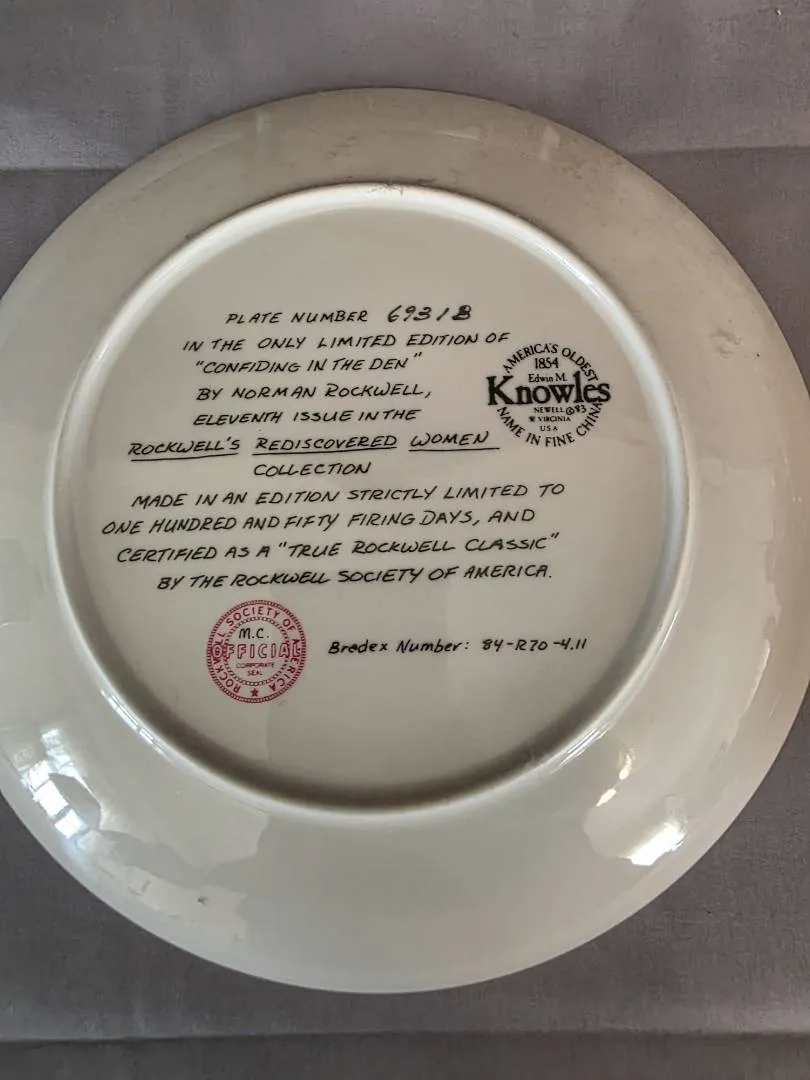 PLATE NUMBER 6931B
IN THE ONLY LIMITED EDITION OF
"CONFIDING IN THE DEN"
BY NORMAN ROCKWELL,
ELEVENTH ISSUE IN THE
ROCKWELL'S REDISCOVERED WOMEN
COLLECTION
MADE IN AN EDITION STRICTLY LIMITED TO
ONE HUNDRED AND FIFTY FIRING DAYS, AND
CERTIFIED AS A "TRUE ROCKWELL CLASSIC"
BY THE ROCKWELL SOCIETY OF AMERICA.
AMERICA'S OLDEST
1854
Edwin M.
Knowles
NEWELL ©83
W VIRGINIA
USA
NAME IN FINE CHINA
ROCKWELL SOCIETY OF AMERICA
M.C.
OFFICIAL
CORPORATE
SEAL
Bradex Number: 84-R70-4.11